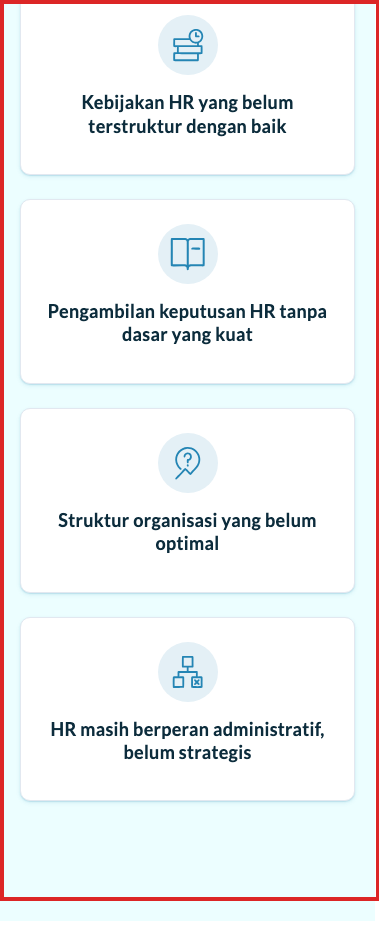 Kebijakan HR yang belum
terstruktur dengan baik
Pengambilan keputusan HR tanpa
dasar yang kuat
Struktur organisasi yang belum
optimal
HR masih berperan administratif,
belum strategis